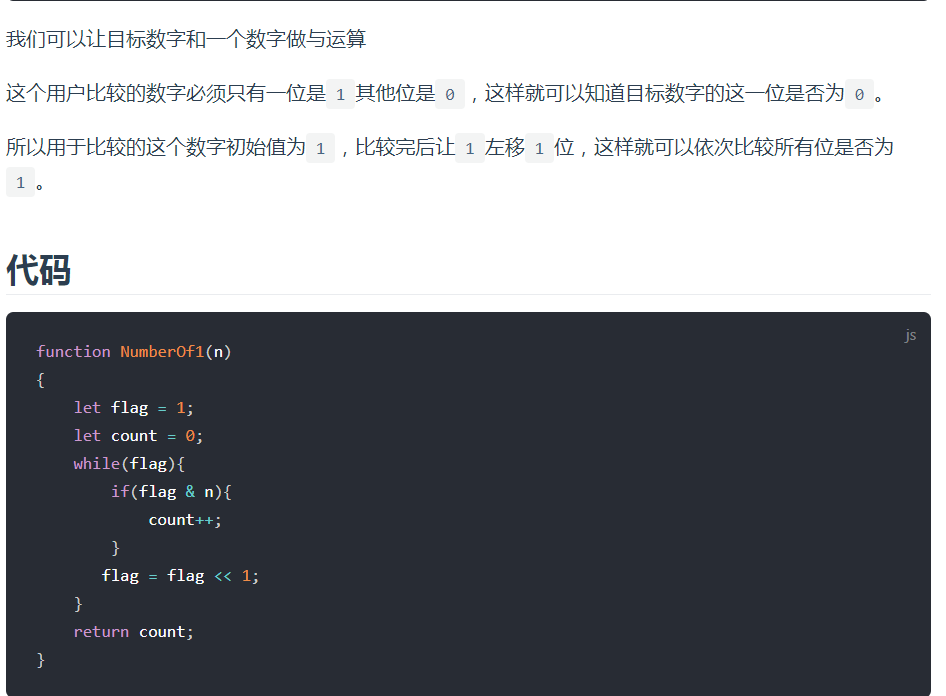 我们可以让目标数字和一个数字做与运算
这个用户比较的数字必须只有一位是 1 其他位是 0 ，这样就可以知道目标数字的这一位是否为 0 。
所以用于比较的这个数字初始值为 1 ，比较完后让 1 左移 1 位，这样就可以依次比较所有位是否为
1 。
代码
js
function NumberOf1(n)
{
    let flag = 1;
    let count = 0;
    while(flag){
        if(flag & n){
            count++;
        }
       flag = flag << 1;
    }
    return count;
}